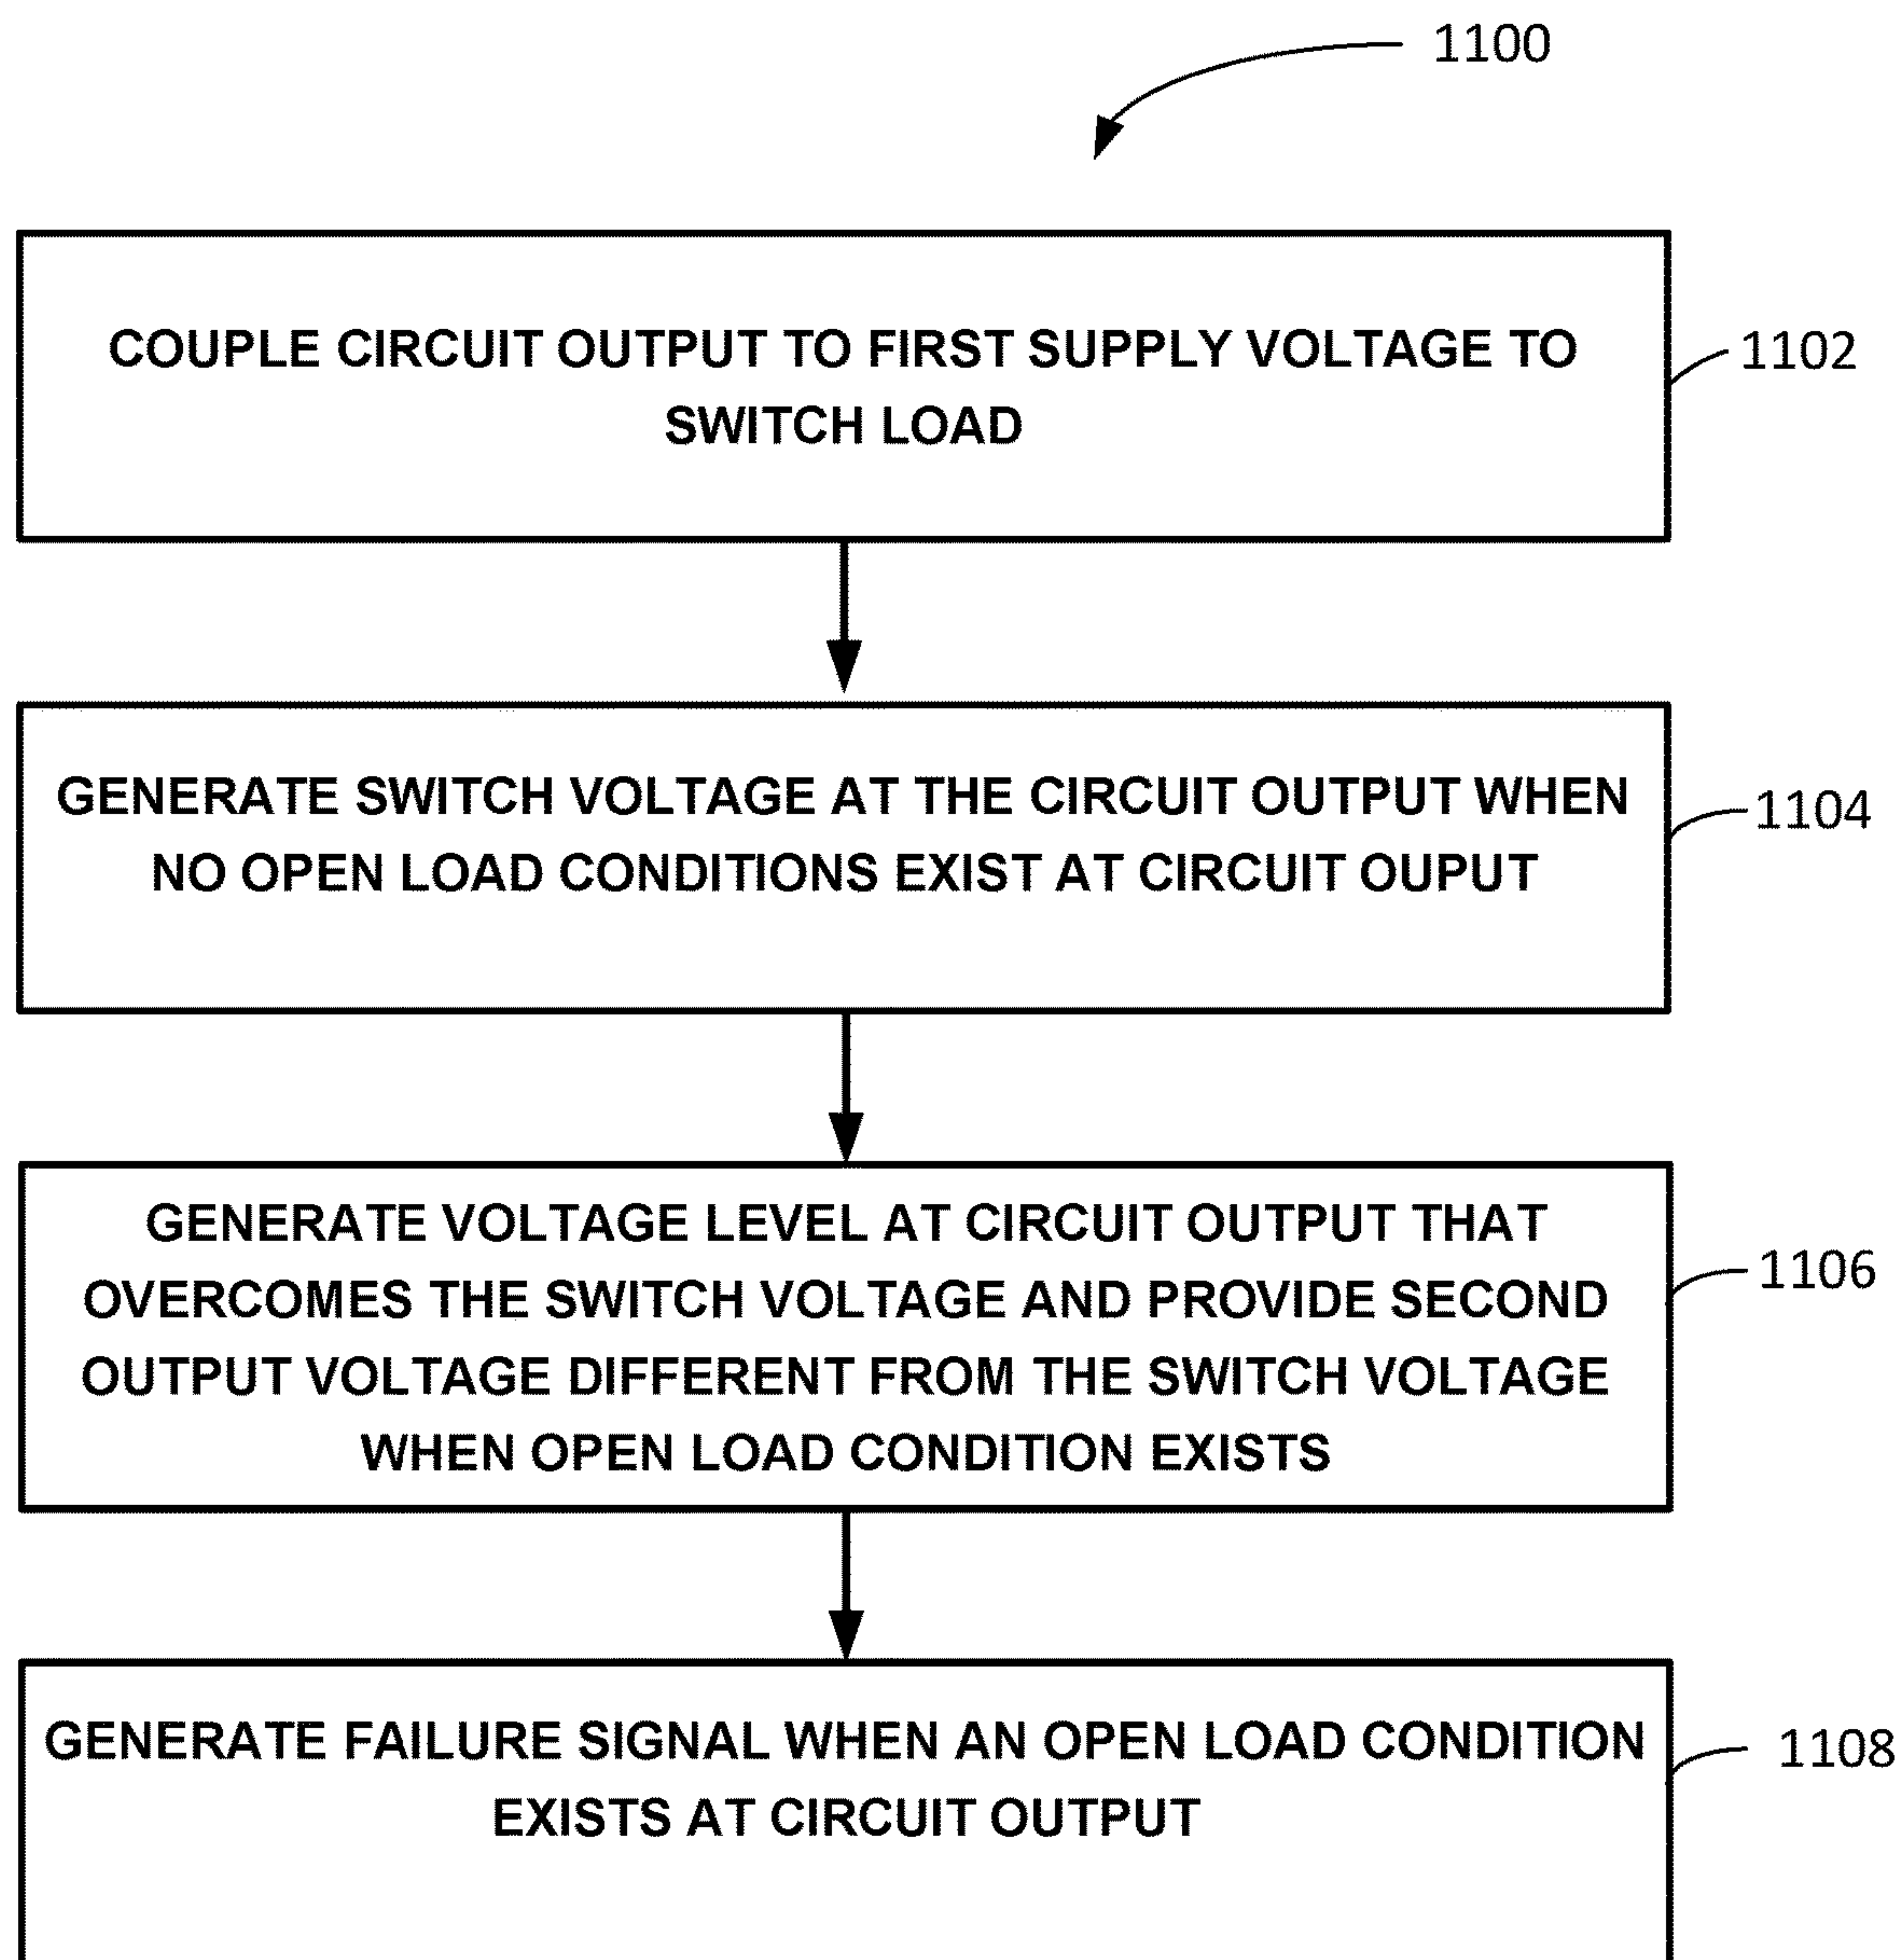 1100
COUPLE CIRCUIT OUTPUT TO FIRST SUPPLY VOLTAGE TO
SWITCH LOAD
1102
GENERATE SWITCH VOLTAGE AT THE CIRCUIT OUTPUT WHEN
NO OPEN LOAD CONDITIONS EXIST AT CIRCUIT OUPUT
1104
GENERATE VOLTAGE LEVEL AT CIRCUIT OUTPUT THAT
OVERCOMES THE SWITCH VOLTAGE AND PROVIDE SECOND
OUTPUT VOLTAGE DIFFERENT FROM THE SWITCH VOLTAGE
WHEN OPEN LOAD CONDITION EXISTS
1106
GENERATE FAILURE SIGNAL WHEN AN OPEN LOAD CONDITION
EXISTS AT CIRCUIT OUTPUT
1108